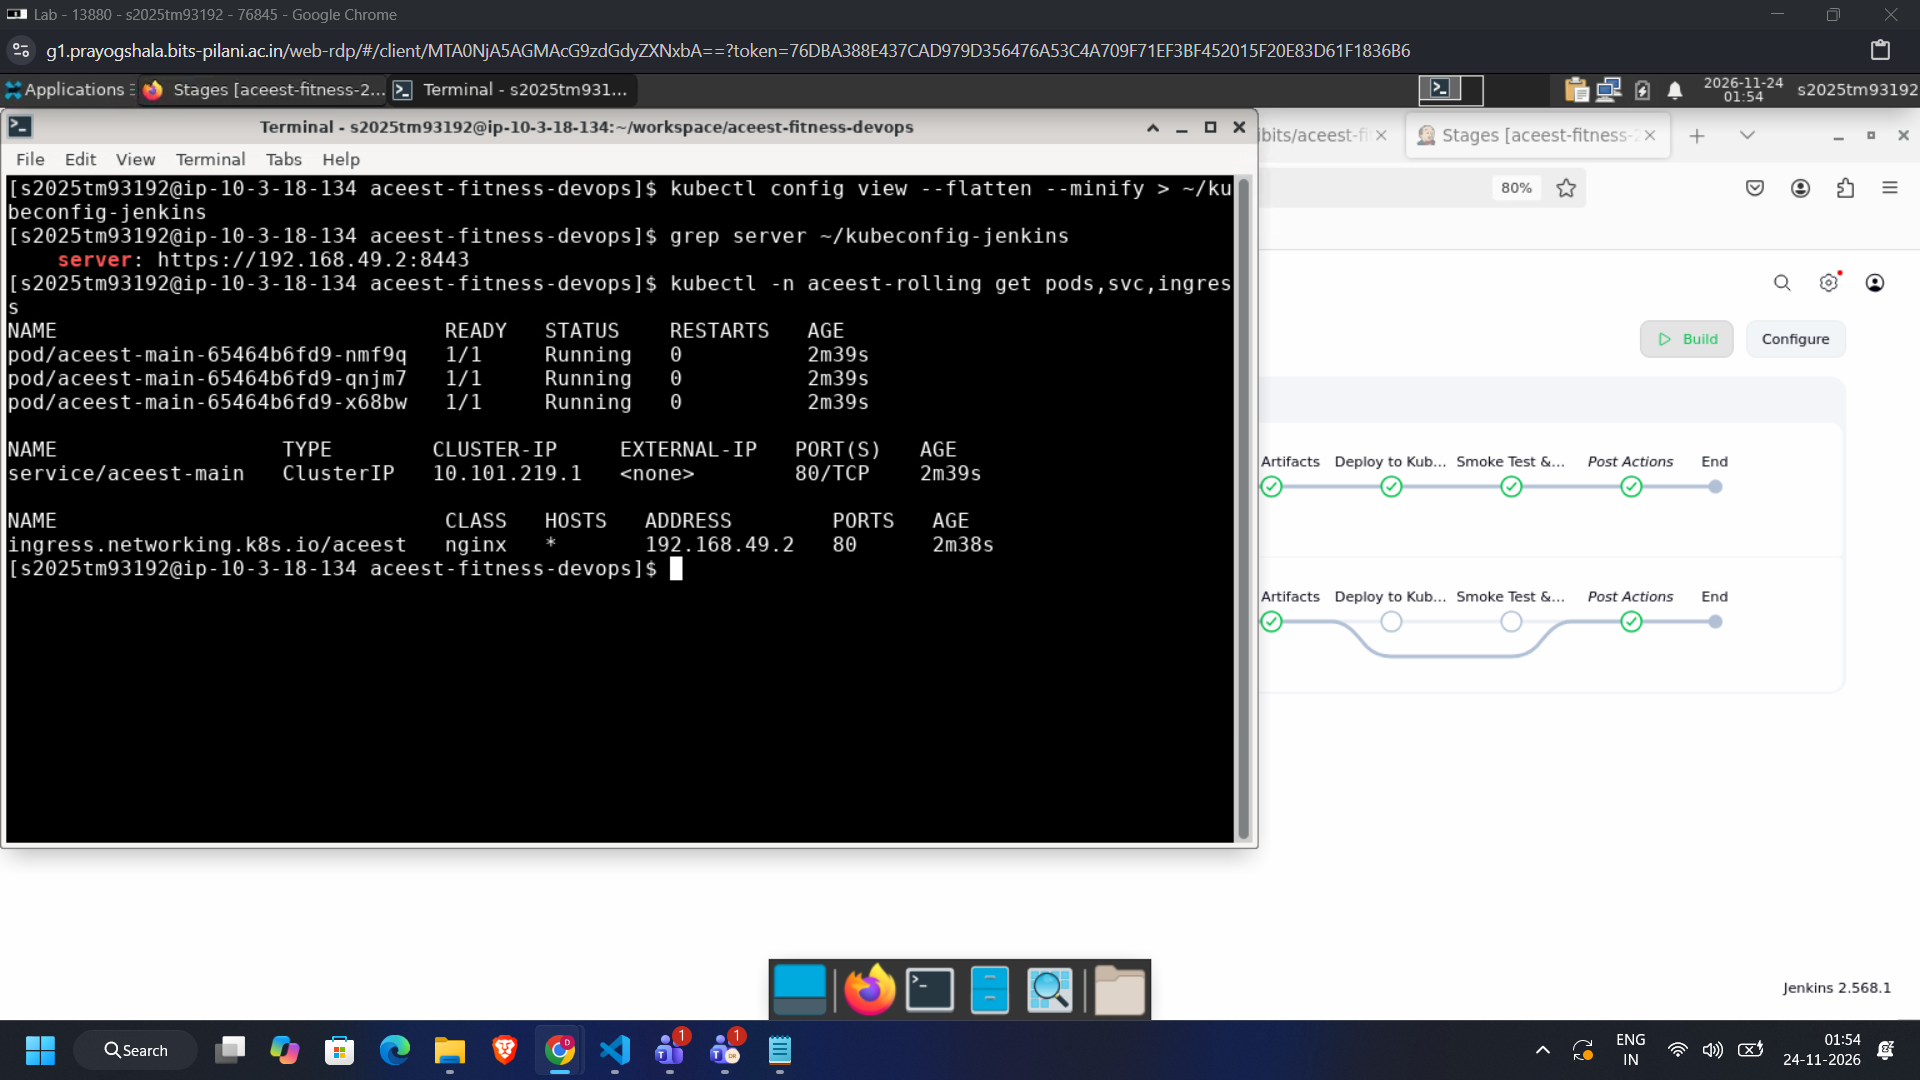 Lab - 13880 - s2025tm93192 - 76845 - Google Chrome
g1.prayogshala.bits-pilani.ac.in/web-rdp/#/client/MTA0NjA5AGMAcG9zdGdyZXNxbA==?token=76DBA388E437CAD979D356476A53C4A709F71EF3BF452015F20E83D61F1836B6
Applications
Stages [aceest-fitness-2...
Terminal - s2025tm931...
2026-11-24
01:54
s2025tm93192
Terminal - s2025tm93192@ip-10-3-18-134:~/workspace/aceest-fitness-devops
File Edit View Terminal Tabs Help
[s2025tm93192@ip-10-3-18-134 aceest-fitness-devops]$ kubectl config view --flatten --minify > ~/ku
beconfig-jenkins
[s2025tm93192@ip-10-3-18-134 aceest-fitness-devops]$ grep server ~/kubeconfig-jenkins
    server: https://192.168.49.2:8443
[s2025tm93192@ip-10-3-18-134 aceest-fitness-devops]$ kubectl -n aceest-rolling get pods,svc,ingres
s
NAME READY STATUS RESTARTS AGE
pod/aceest-main-65464b6fd9-nmf9q 1/1 Running 0 2m39s
pod/aceest-main-65464b6fd9-qnjm7 1/1 Running 0 2m39s
pod/aceest-main-65464b6fd9-x68bw 1/1 Running 0 2m39s
NAME TYPE CLUSTER-IP EXTERNAL-IP PORT(S) AGE
service/aceest-main ClusterIP 10.101.219.1 <none> 80/TCP 2m39s
NAME CLASS HOSTS ADDRESS PORTS AGE
ingress.networking.k8s.io/aceest nginx * 192.168.49.2 80 2m38s
[s2025tm93192@ip-10-3-18-134 aceest-fitness-devops]$
Stages [aceest-fitness-
80%
Build
Configure
Artifacts Deploy to Kub... Smoke Test &... Post Actions End
Artifacts Deploy to Kub... Smoke Test &... Post Actions End
Jenkins 2.568.1
Search
1
1
ENG
IN
01:54
24-11-2026